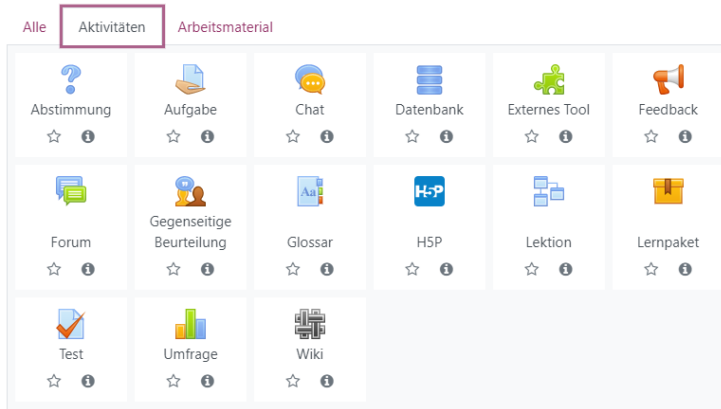 Alle Aktivitäten Arbeitsmaterial
Abstimmung Aufgabe Chat Datenbank Externes Tool Feedback
Forum Gegenseitige Beurteilung Glossar H5P Lektion Lernpaket
Test Umfrage Wiki